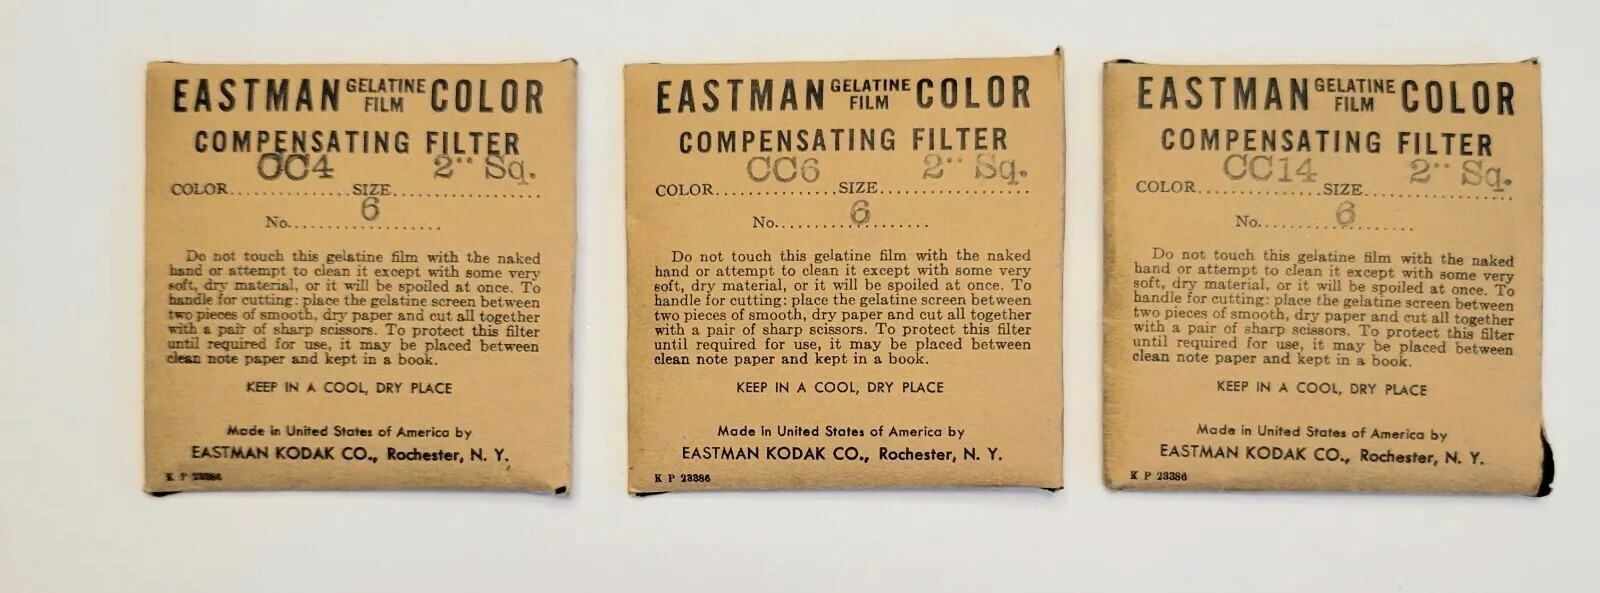 EASTMAN GELATINE FILM COLOR
COMPENSATING FILTER
CC4 2" Sq.
COLOR.............SIZE..................
6
No.....................
Do not touch this gelatine film with the naked
hand or attempt to clean it except with some very
soft, dry material, or it will be spoiled at once. To
handle for cutting: place the gelatine screen between
two pieces of smooth, dry paper and cut all together
with a pair of sharp scissors. To protect this filter
until required for use, it may be placed between
clean note paper and kept in a book.
KEEP IN A COOL, DRY PLACE
Made in United States of America by
EASTMAN KODAK CO., Rochester, N. Y.
K P 23386
EASTMAN GELATINE FILM COLOR
COMPENSATING FILTER
CC6 2" Sq.
COLOR.............SIZE..................
6
No.....................
Do not touch this gelatine film with the naked
hand or attempt to clean it except with some very
soft, dry material, or it will be spoiled at once. To
handle for cutting: place the gelatine screen between
two pieces of smooth, dry paper and cut all together
with a pair of sharp scissors. To protect this filter
until required for use, it may be placed between
clean note paper and kept in a book.
KEEP IN A COOL, DRY PLACE
Made in United States of America by
EASTMAN KODAK CO., Rochester, N. Y.
K P 23386
EASTMAN GELATINE FILM COLOR
COMPENSATING FILTER
CC14 2" Sq.
COLOR.............SIZE..................
6
No.....................
Do not touch this gelatine film with the naked
hand or attempt to clean it except with some very
soft, dry material, or it will be spoiled at once. To
handle for cutting: place the gelatine screen between
two pieces of smooth, dry paper and cut all together
with a pair of sharp scissors. To protect this filter
until required for use, it may be placed between
clean note paper and kept in a book.
KEEP IN A COOL, DRY PLACE
Made in United States of America by
EASTMAN KODAK CO., Rochester, N. Y.
K P 23386